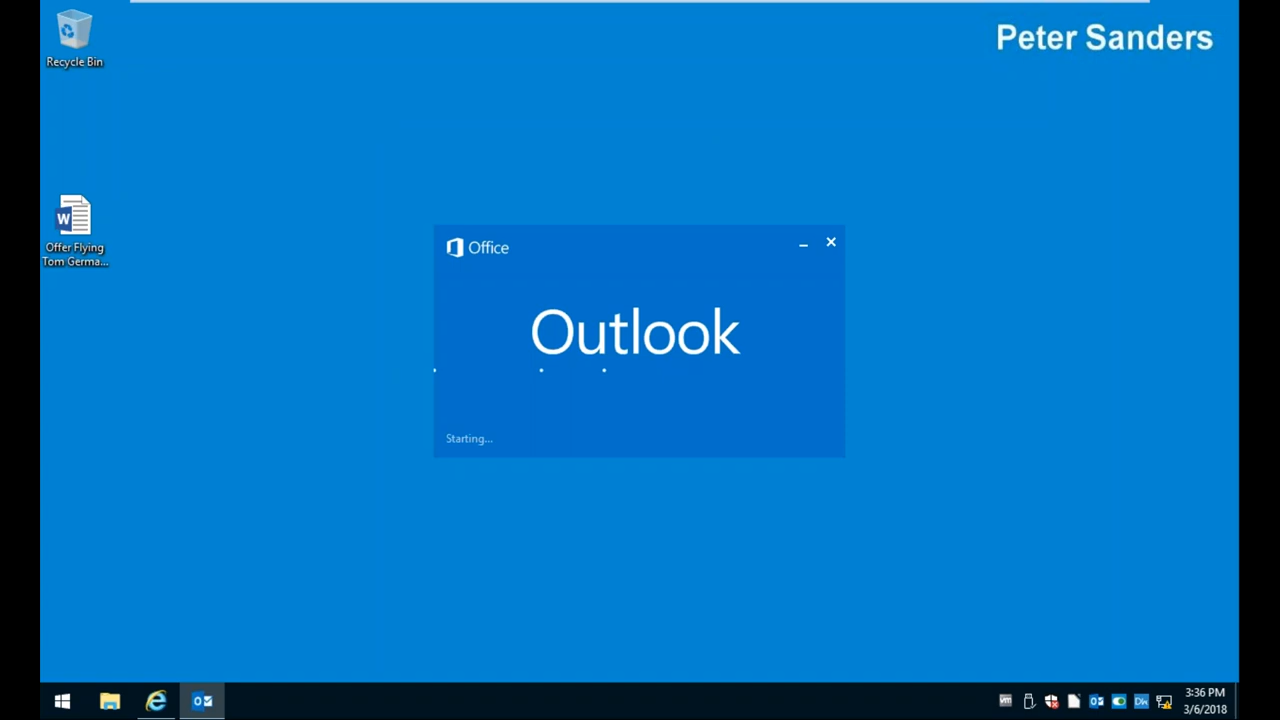 Peter Sanders
Recycle Bin
Offer Flying
Tom Germa...
Office
Outlook
Starting...
3:36 PM
3/6/2018